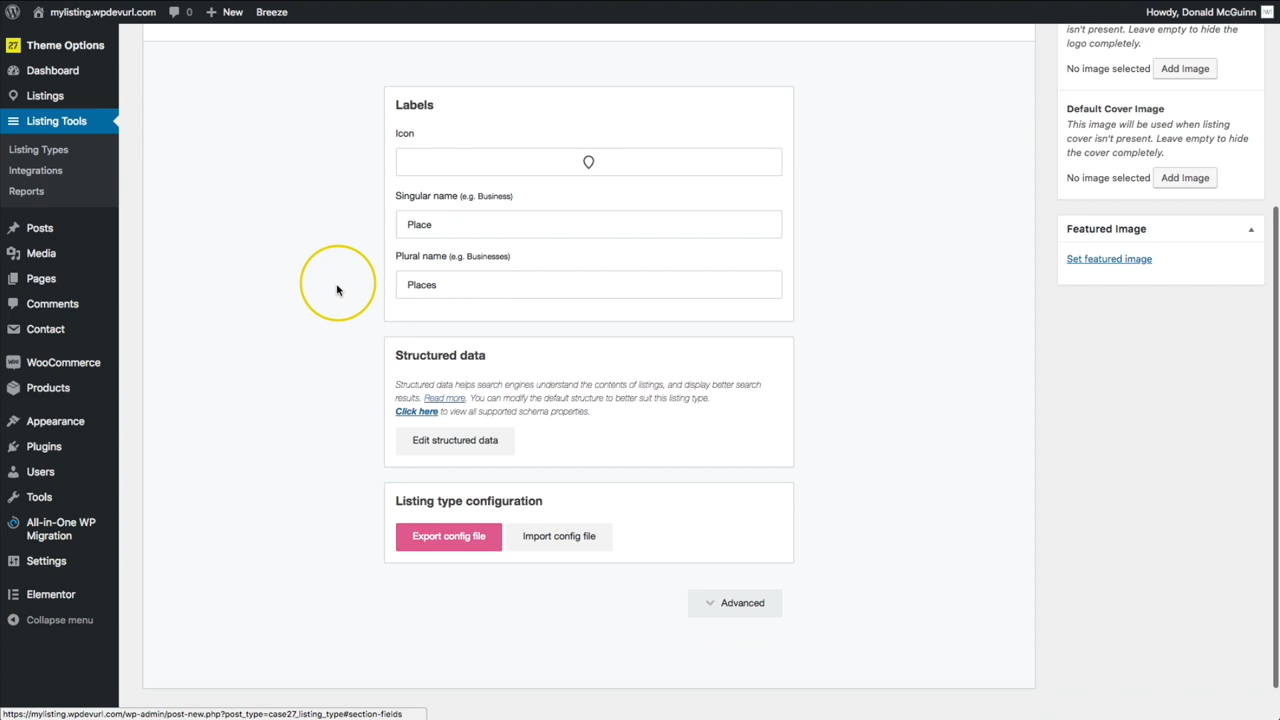 mylisting.wpdevurl.com
0
New
Breeze
Howdy, Donald McGuinn
27
Theme Options
Dashboard
Listings
Listing Tools
Listing Types
Integrations
Reports
Posts
Media
Pages
Comments
Contact
WOO
WooCommerce
Products
Appearance
Plugins
Users
Tools
All-in-One WP
Migration
Settings
Elementor
Collapse menu
Labels
Icon
Singular name (e.g. Business)
Place
Plural name (e.g. Businesses)
Places
Structured data
Structured data helps search engines understand the contents of listings, and display better search
results. Read more. You can modify the default structure to better suit this listing type.
Click here to view all supported schema properties.
Edit structured data
Listing type configuration
Export config file
Import config file
Advanced
isn't present. Leave empty to hide the
logo completely.
No image selected
Add Image
Default Cover Image
This image will be used when listing
cover isn't present. Leave empty to hide
the cover completely.
No image selected
Add Image
Featured Image
Set featured image
https://mylisting.wpdevurl.com/wp-admin/post-new.php?post_type=case27_listing_type#section-fields